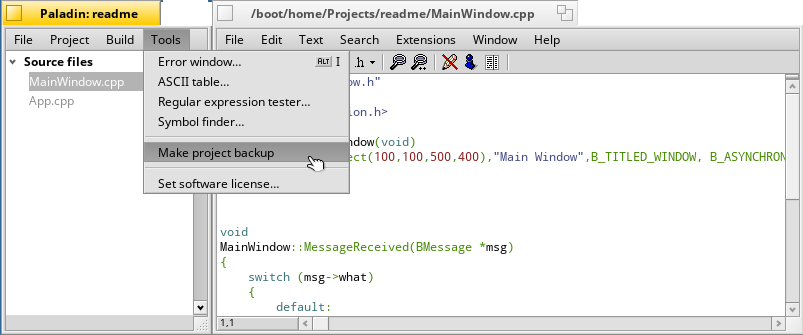 Paladin: readme
/boot/home/Projects/readme/MainWindow.cpp
File Project Build Tools
File Edit Text Search Extensions Window Help
Source files
MainWindow.cpp
App.cpp
Error window... ALT I
ASCII table...
Regular expression tester...
Symbol finder...
Make project backup
Set software license...
.h
ow.h"
ion.h>
ndow(void)
ect(100,100,500,400),"Main Window",B_TITLED_WINDOW, B_ASYNCHRON
void
MainWindow::MessageReceived(BMessage *msg)
{
switch (msg->what)
{
default:
1,1